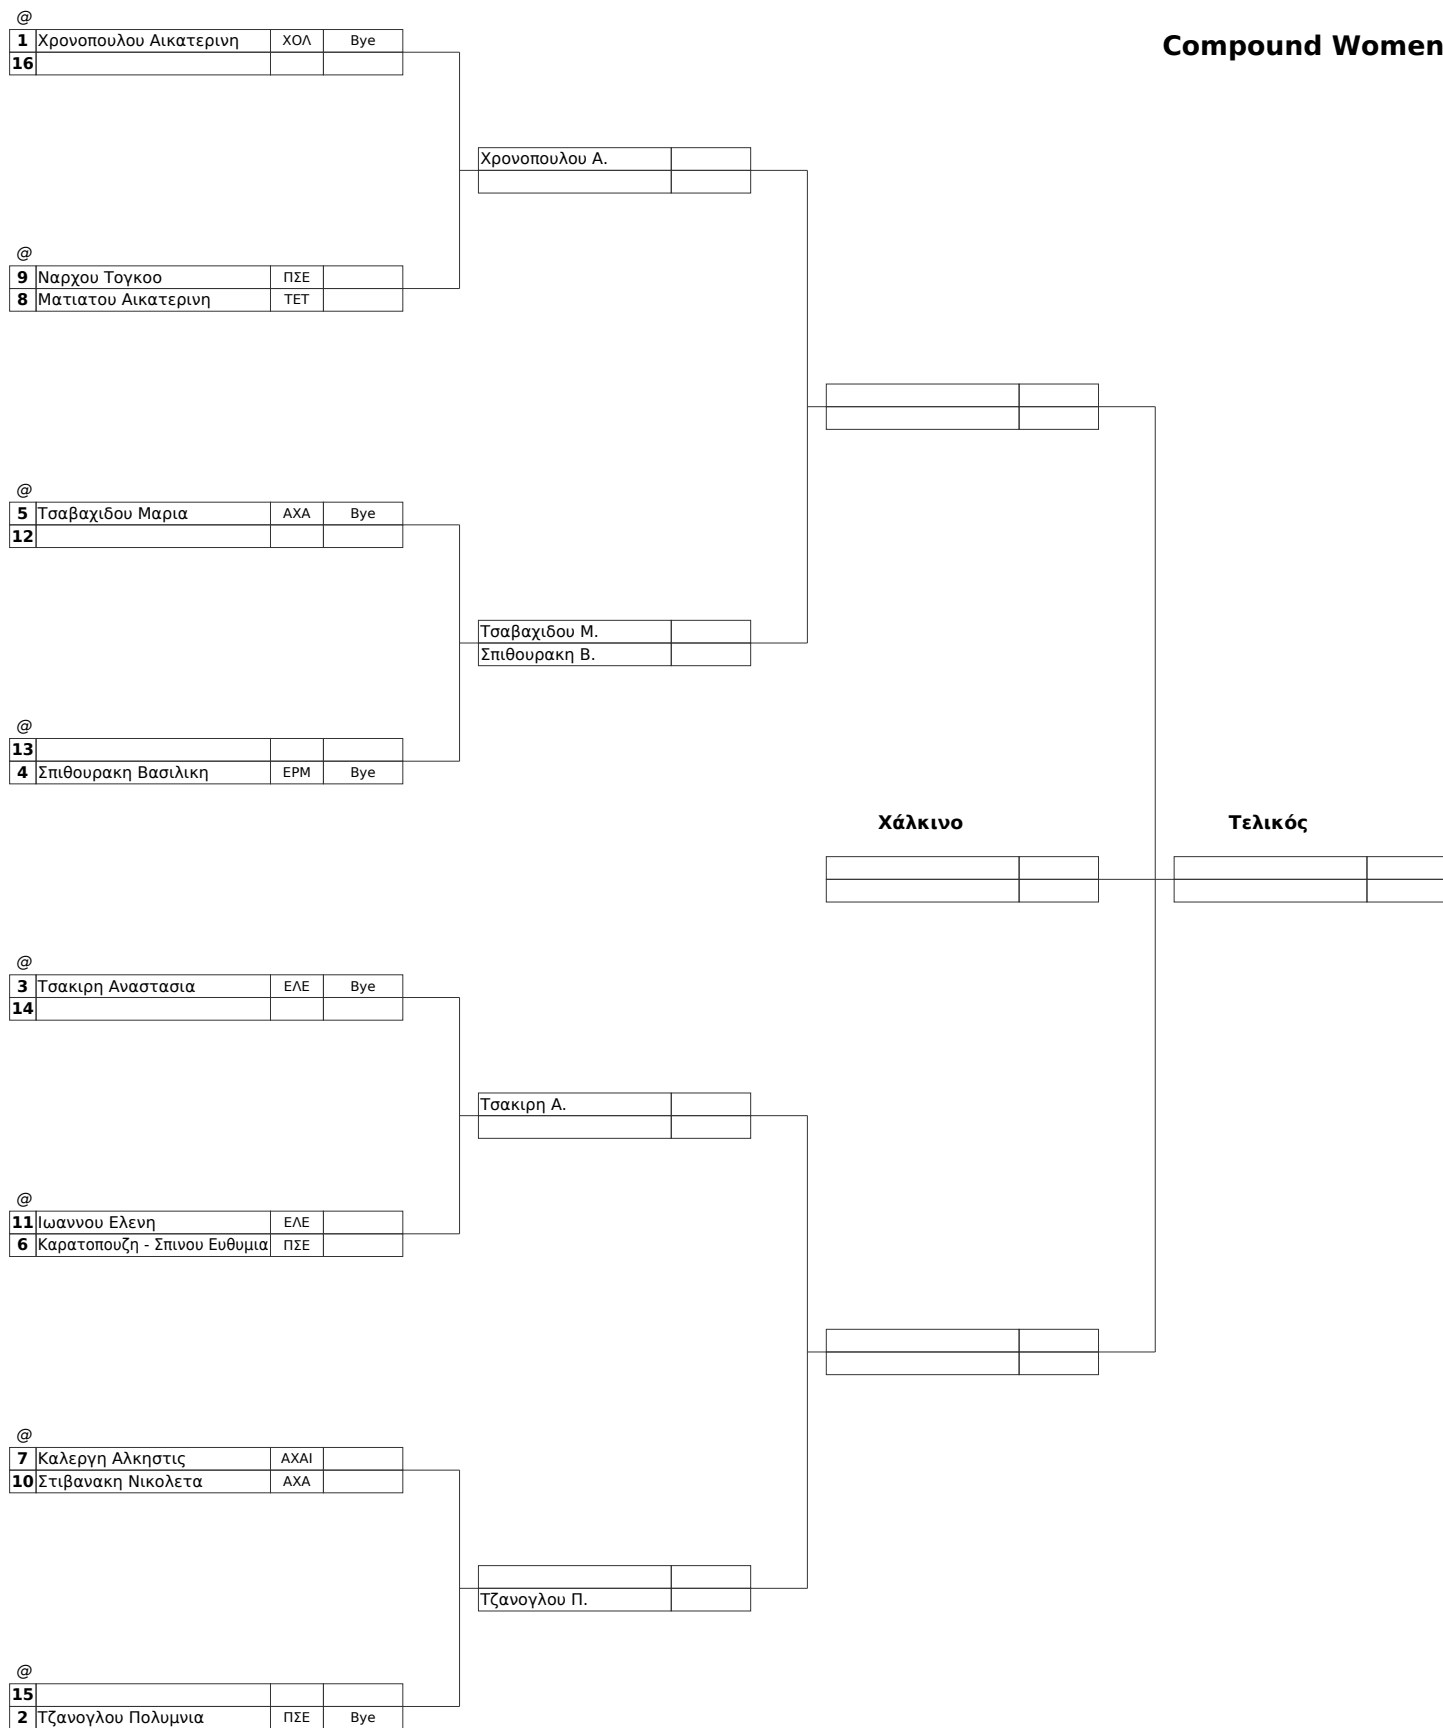 Compound Women
@
1 Χρονοπουλου Αικατερινη ΧΟΛ Bye
16
Χρονοπουλου Α.
@
9 Ναρχου Τογκοο ΠΣΕ
8 Ματιατου Αικατερινη ΤΕΤ
@
5 Τσαβαχιδου Μαρια ΑΧΑ Bye
12
Τσαβαχιδου Μ.
Σπιθουρακη Β.
@
13
4 Σπιθουρακη Βασιλικη ΕΡΜ Bye
Χάλκινο Τελικός
@
3 Τσακιρη Αναστασια ΕΛΕ Bye
14
Τσακιρη Α.
@
11 Ιωαννου Ελενη ΕΛΕ
6 Καρατοπουζη - Σπινου Ευθυμια ΠΣΕ
@
7 Καλεργη Αλκηστις ΑΧΑΙ
10 Στιβανακη Νικολετα ΑΧΑ
Τζανογλου Π.
@
15
2 Τζανογλου Πολυμνια ΠΣΕ Bye